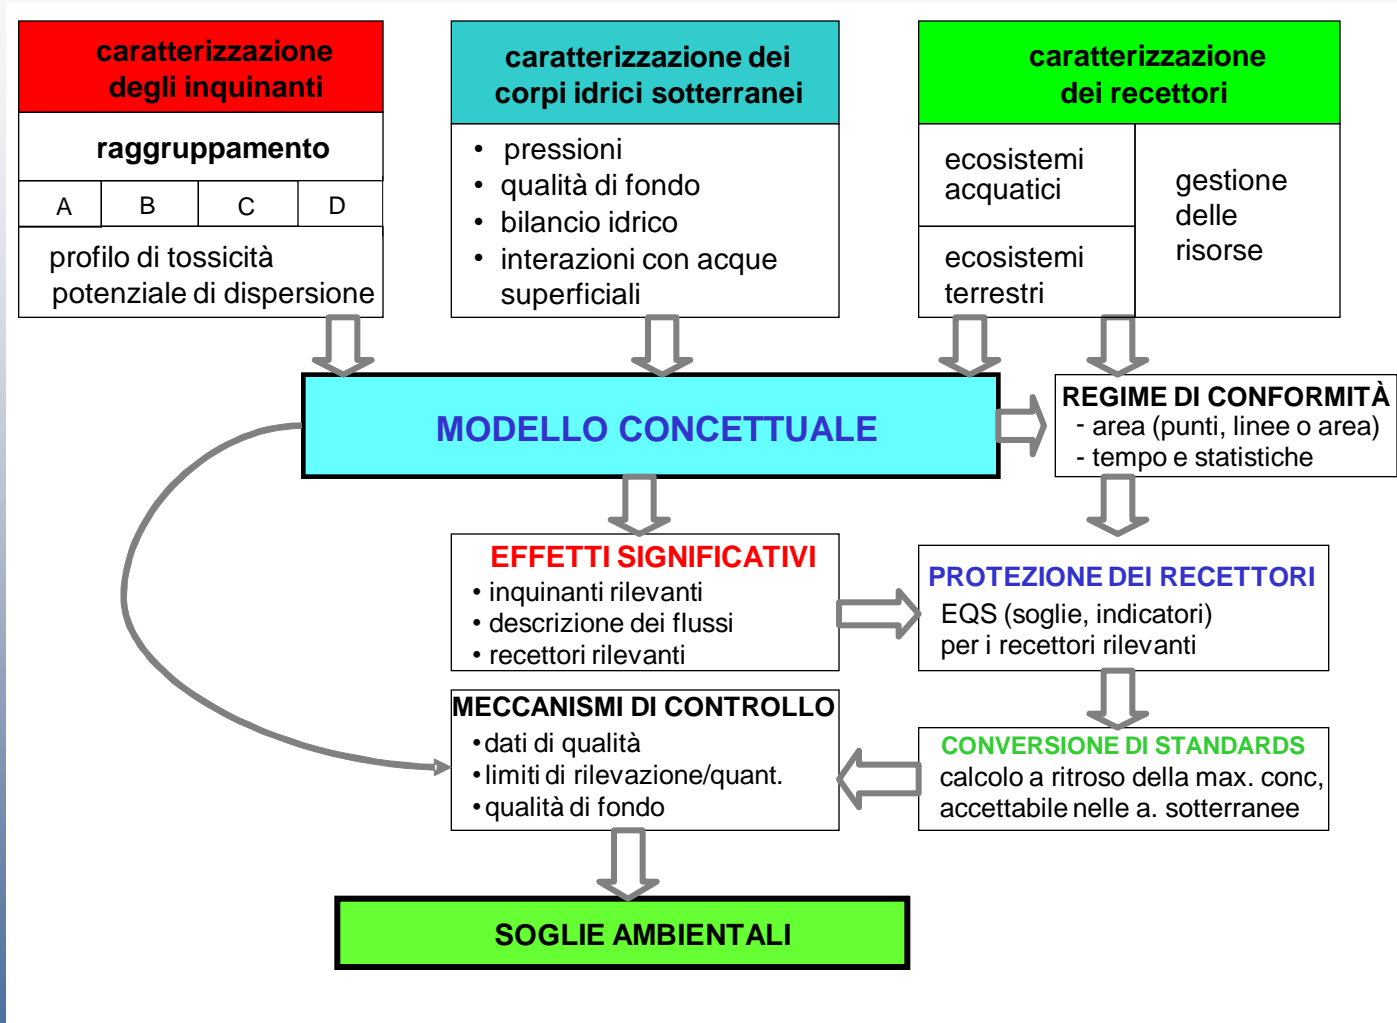 caratterizzazione
degli inquinanti
raggruppamento
A B C D
profilo di tossicità
potenziale di dispersione
caratterizzazione dei
corpi idrici sotterranei
• pressioni
• qualità di fondo
• bilancio idrico
• interazioni con acque
superficiali
caratterizzazione
dei recettori
ecosistemi
acquatici
ecosistemi
terrestri
gestione
delle
risorse
MODELLO CONCETTUALE
REGIME DI CONFORMITÀ
- area (punti, linee o area)
- tempo e statistiche
EFFETTI SIGNIFICATIVI
• inquinanti rilevanti
• descrizione dei flussi
• recettori rilevanti
PROTEZIONE DEI RECETTORI
EQS (soglie, indicatori)
per i recettori rilevanti
MECCANISMI DI CONTROLLO
• dati di qualità
• limiti di rilevazione/quant.
• qualità di fondo
CONVERSIONE DI STANDARDS
calcolo a ritroso della max. conc,
accettabile nelle a. sotterranee
SOGLIE AMBIENTALI